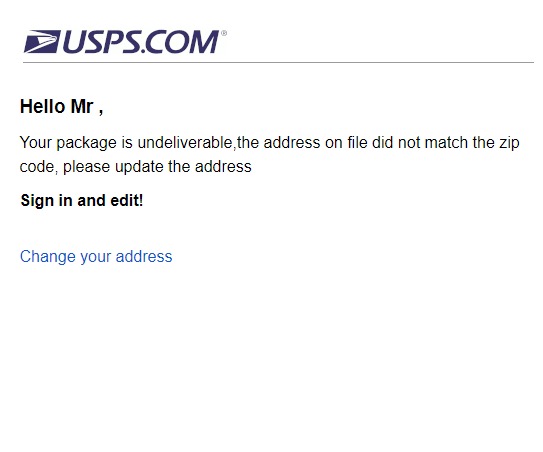 USPS.COM®
Hello Mr ,
Your package is undeliverable,the address on file did not match the zip
code, please update the address
Sign in and edit!
Change your address